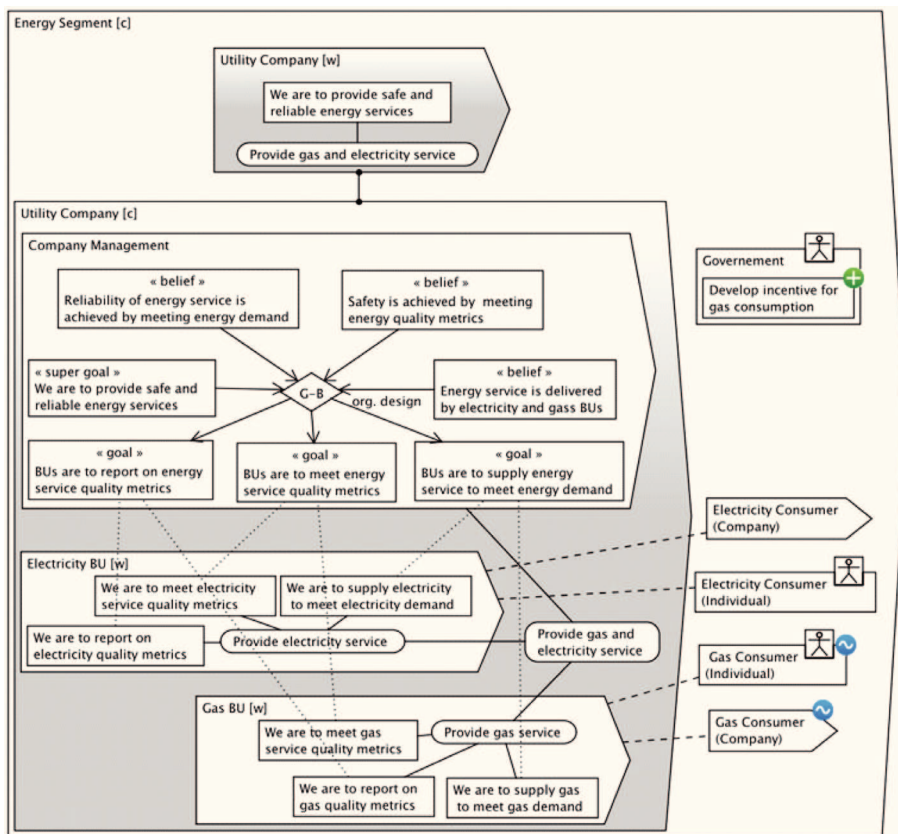 Energy Segment [c]
Utility Company [w]
We are to provide safe and
reliable energy services
Provide gas and electricity service
Utility Company [c]
Company Management
« belief »
Reliability of energy service is
achieved by meeting energy demand
« belief »
Safety is achieved by meeting
energy quality metrics
Governement
Develop incentive for
gas consumption
« super goal »
We are to provide safe and
reliable energy services
G-B
org. design
« belief »
Energy service is delivered
by electricity and gass BUs
« goal »
BUs are to report on energy
service quality metrics
« goal »
BUs are to meet energy
service quality metrics
« goal »
BUs are to supply energy
service to meet energy demand
Electricity Consumer
(Company)
Electricity BU [w]
We are to meet electricity
service quality metrics
We are to supply electricity
to meet electricity demand
Electricity Consumer
(Individual)
We are to report on
electricity quality metrics
Provide electricity service
Provide gas and
electricity service
Gas Consumer
(Individual)
Gas BU [w]
We are to meet gas
service quality metrics
Provide gas service
Gas Consumer
(Company)
We are to report on
gas quality metrics
We are to supply gas
to meet gas demand